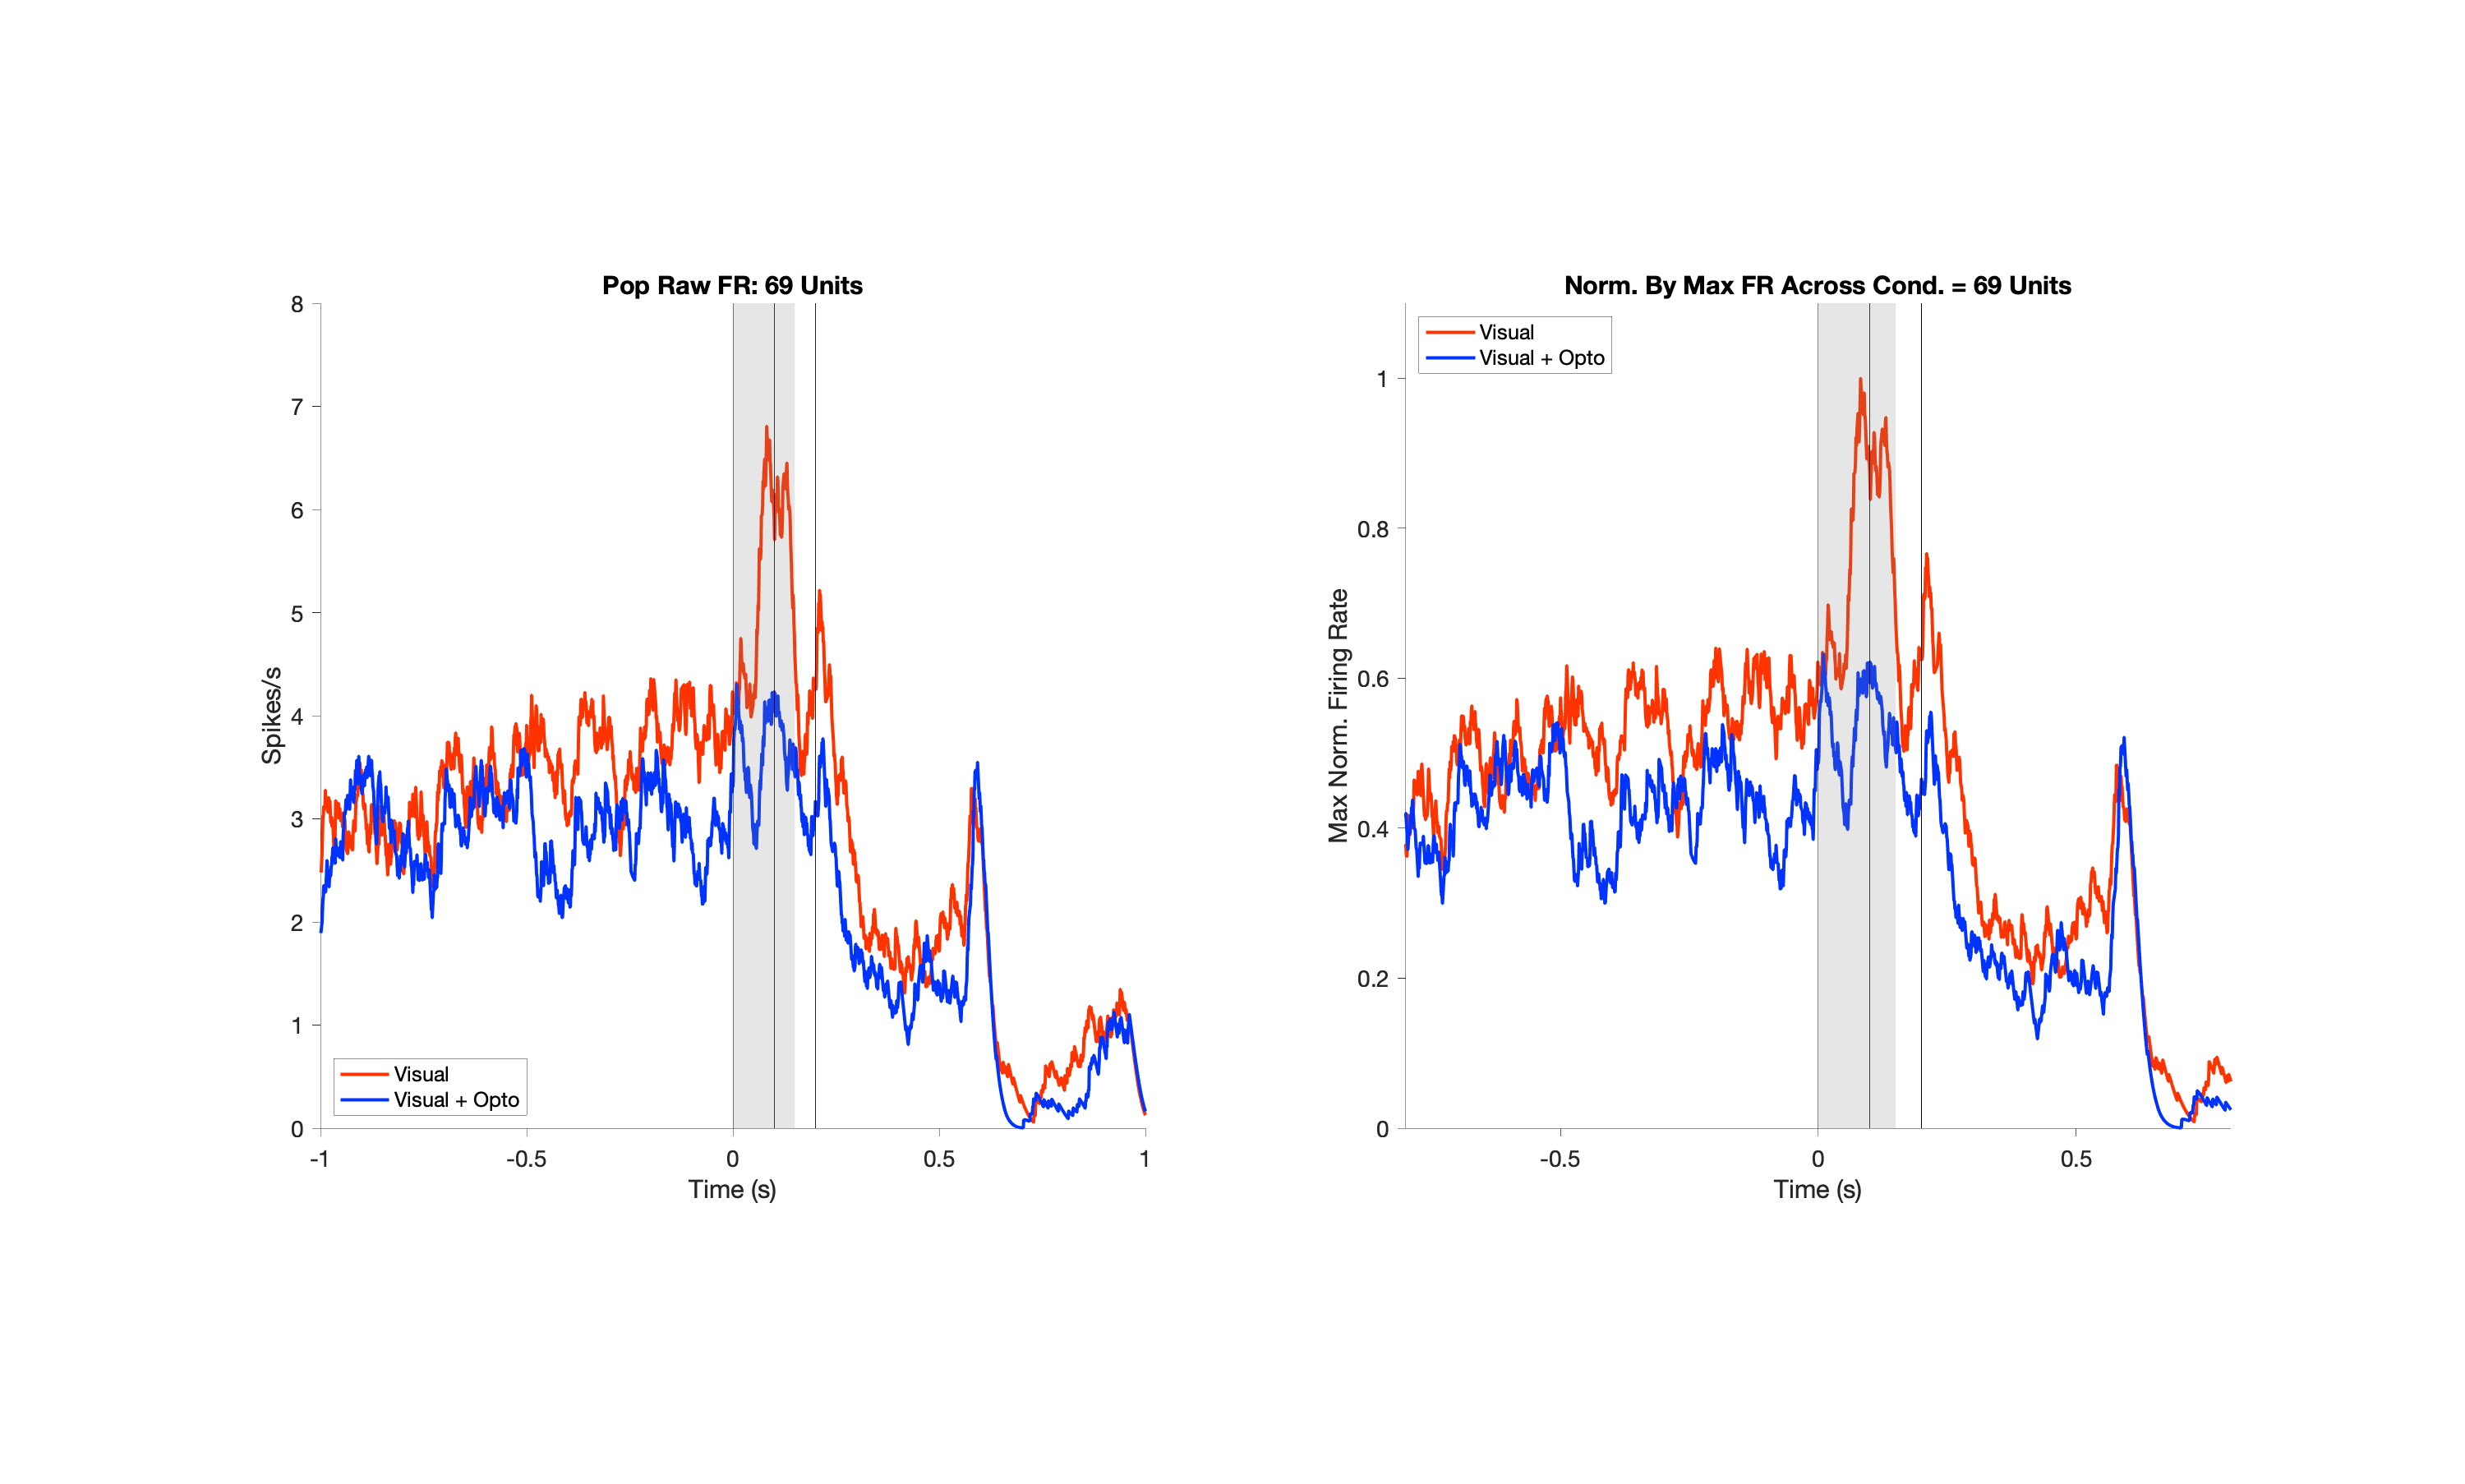 Pop Raw FR: 69 Units
8
7
6
5
4
3
2
1
0
Spikes/s
Visual
Visual + Opto
-1
-0.5
0
0.5
1
Time (s)
Norm. By Max FR Across Cond. = 69 Units
Visual
Visual + Opto
1
0.8
0.6
0.4
0.2
0
Max Norm. Firing Rate
-0.5
0
0.5
Time (s)